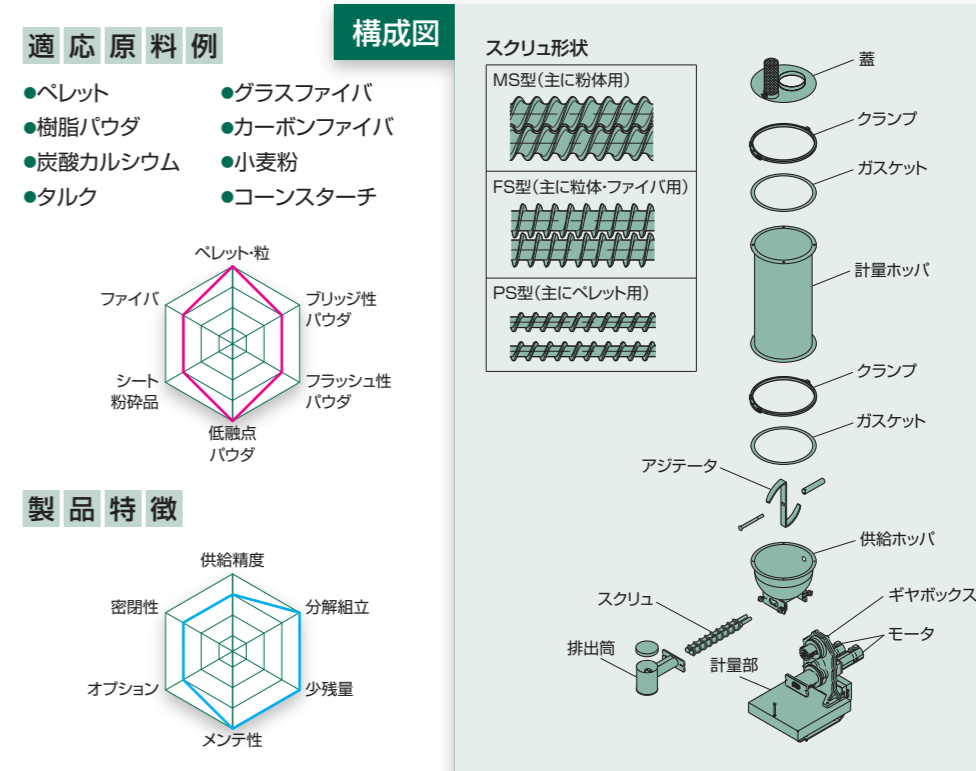 適応原料例
●ペレット
●樹脂パウダ
●炭酸カルシウム
●タルク
●グラスファイバ
●カーボンファイバ
●小麦粉
●コーンスターチ
ペレット・粒
ファイバ
ブリッジ性
パウダ
シート
粉砕品
フラッシュ性
パウダ
低融点
パウダ
製品特徴
供給精度
密閉性
分解組立
オプション
少残量
メンテ性
構成図
スクリュ形状
MS型(主に粉体用)
FS型(主に粒体・ファイバ用)
PS型(主にペレット用)
蓋
クランプ
ガスケット
計量ホッパ
クランプ
ガスケット
アジテータ
供給ホッパ
スクリュ
ギヤボックス
モータ
排出筒
計量部